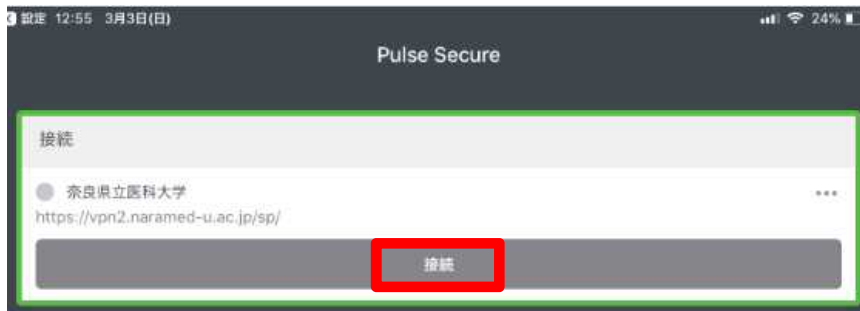 設定 12:55 3月3日(日) 24%
Pulse Secure
接続
奈良県立医科大学
https://vpn2.naramed-u.ac.jp/sp/
接続